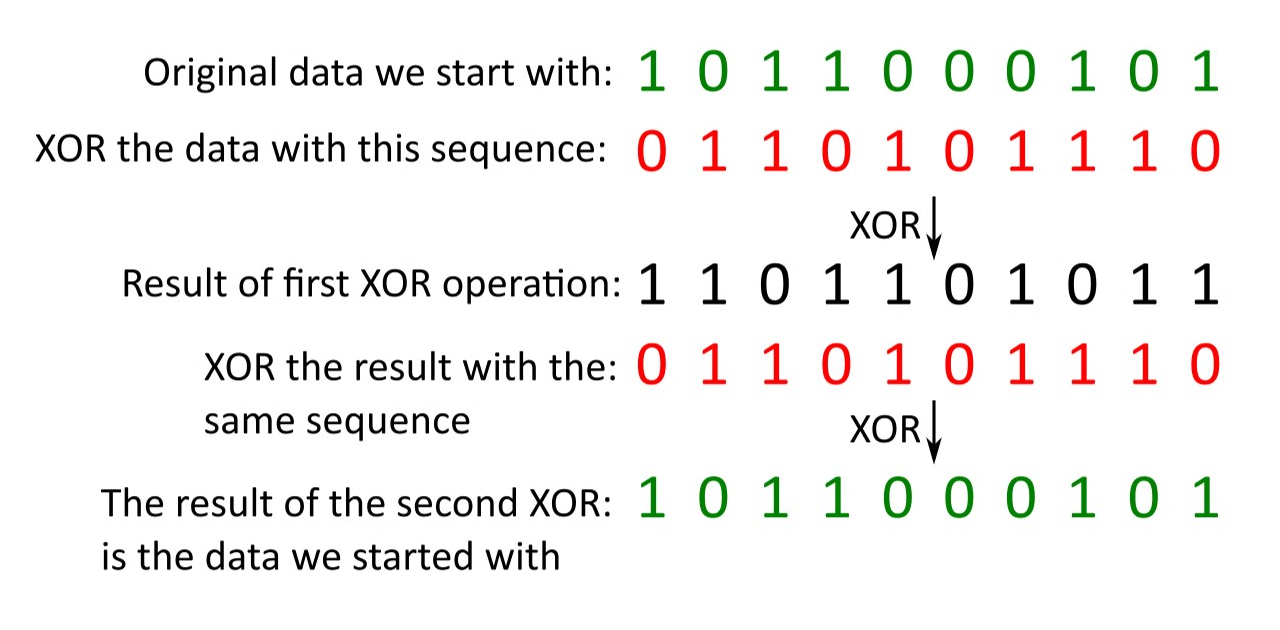 Original data we start with: 1 0 1 1 0 0 0 1 0 1
XOR the data with this sequence: 0 1 1 0 1 0 1 1 1 0
XOR
Result of first XOR operation: 1 1 0 1 1 0 1 0 1 1
XOR the result with the: 0 1 1 0 1 0 1 1 1 0
same sequence
XOR
The result of the second XOR: 1 0 1 1 0 0 0 1 0 1
is the data we started with